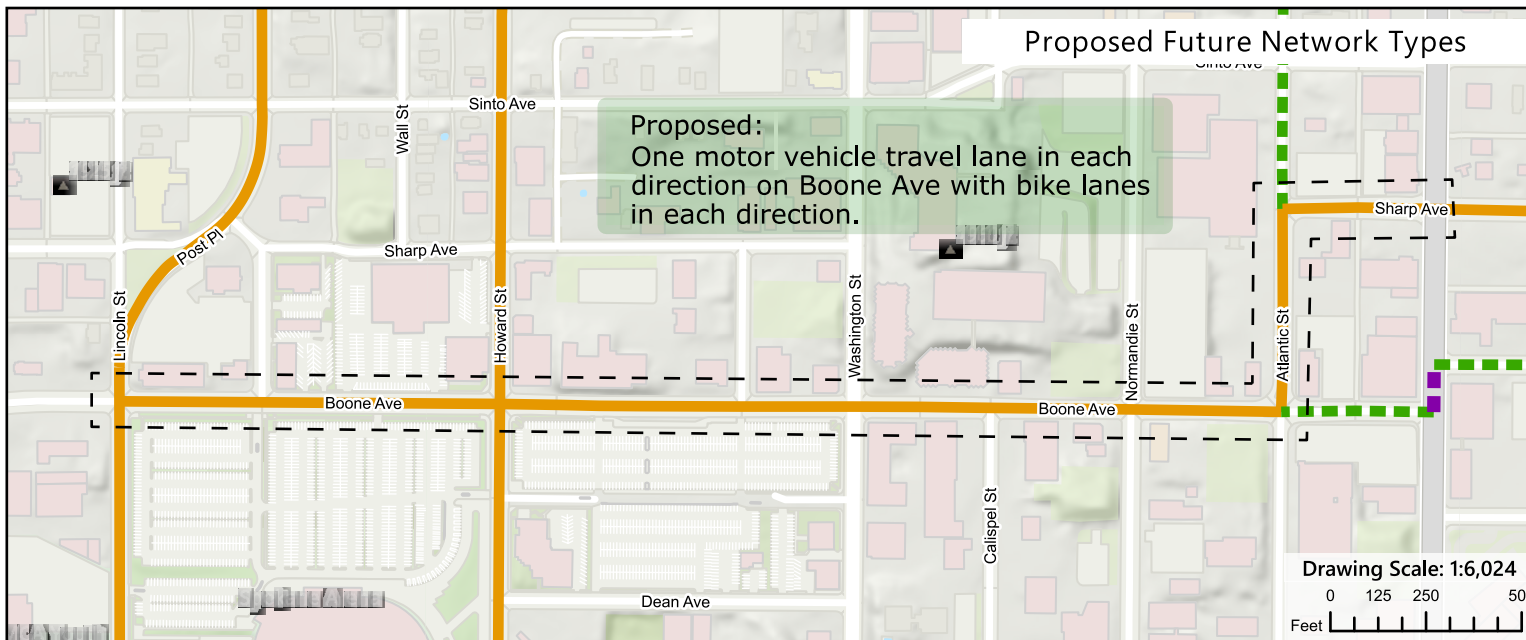 Proposed Future Network Types
Sinto Ave
Sinto Ave
Wall St
Proposed:
One motor vehicle travel lane in each
direction on Boone Ave with bike lanes
in each direction.
Post Pl
Sharp Ave
Sharp Ave
Lincoln St
Howard St
Washington St
Normandie St
Atlantic St
Boone Ave
Boone Ave
Calispel St
Dean Ave
Drawing Scale: 1:6,024
0 125 250 50
Feet